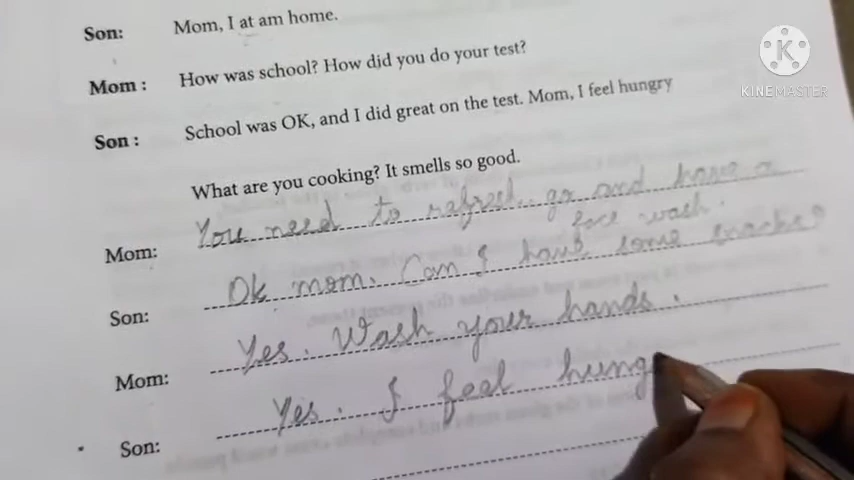 Son: Mom, I at am home.
KINEMASTER
Mom : How was school? How did you do your test?
Son : School was OK, and I did great on the test. Mom, I feel hungry
What are you cooking? It smells so good.
Mom: You need to refresh. go and have a
face wash.
Son: Ok mom. Can I have some snacks?
Mom: Yes. Wash your hands.
Son: Yes. I feel hung